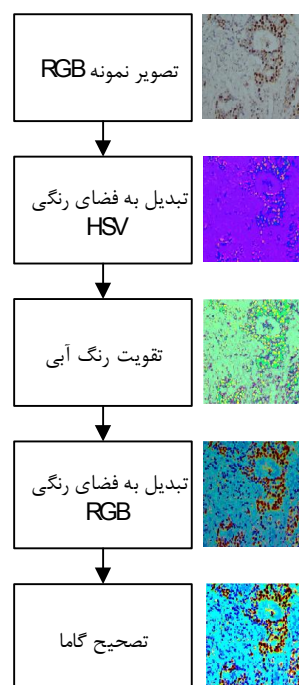 تصویر نمونه RGB
تبدیل به فضای رنگی
HSV
تقویت رنگ آبی
تبدیل به فضای رنگی
RGB
تصحیح گاما